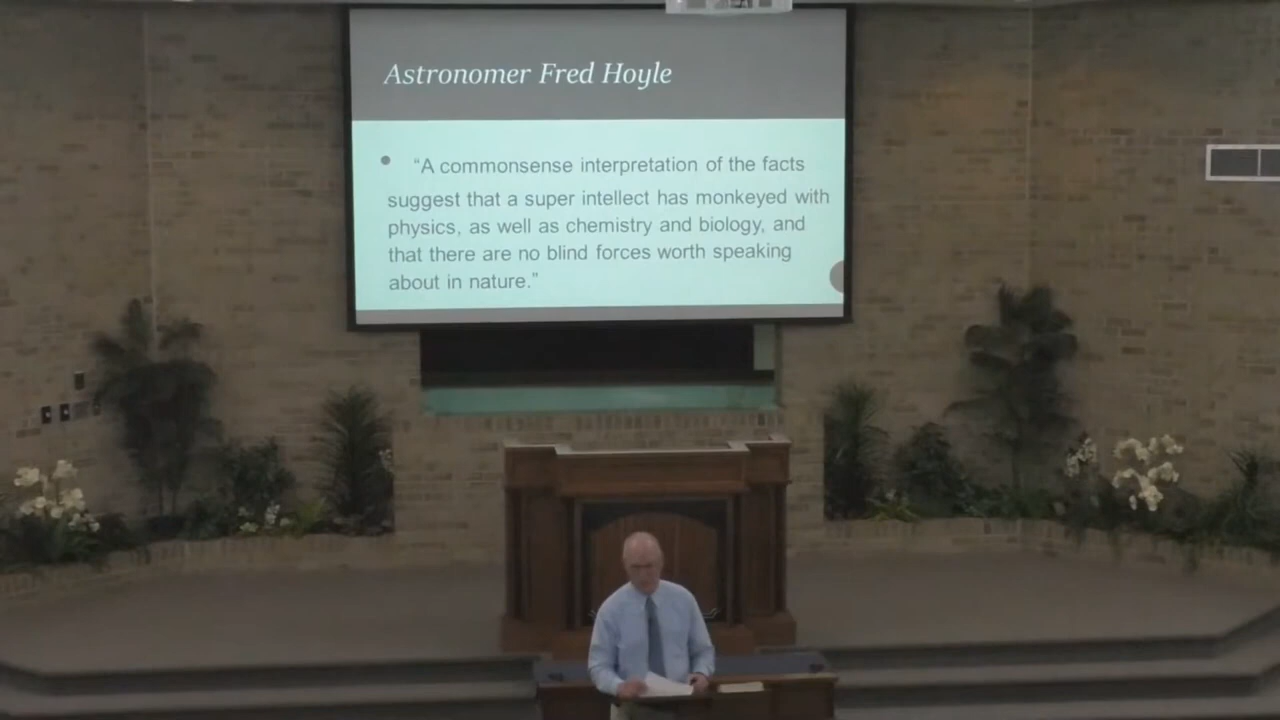 Astronomer Fred Hoyle
“A commonsense interpretation of the facts
suggest that a super intellect has monkeyed with
physics, as well as chemistry and biology, and
that there are no blind forces worth speaking
about in nature.”